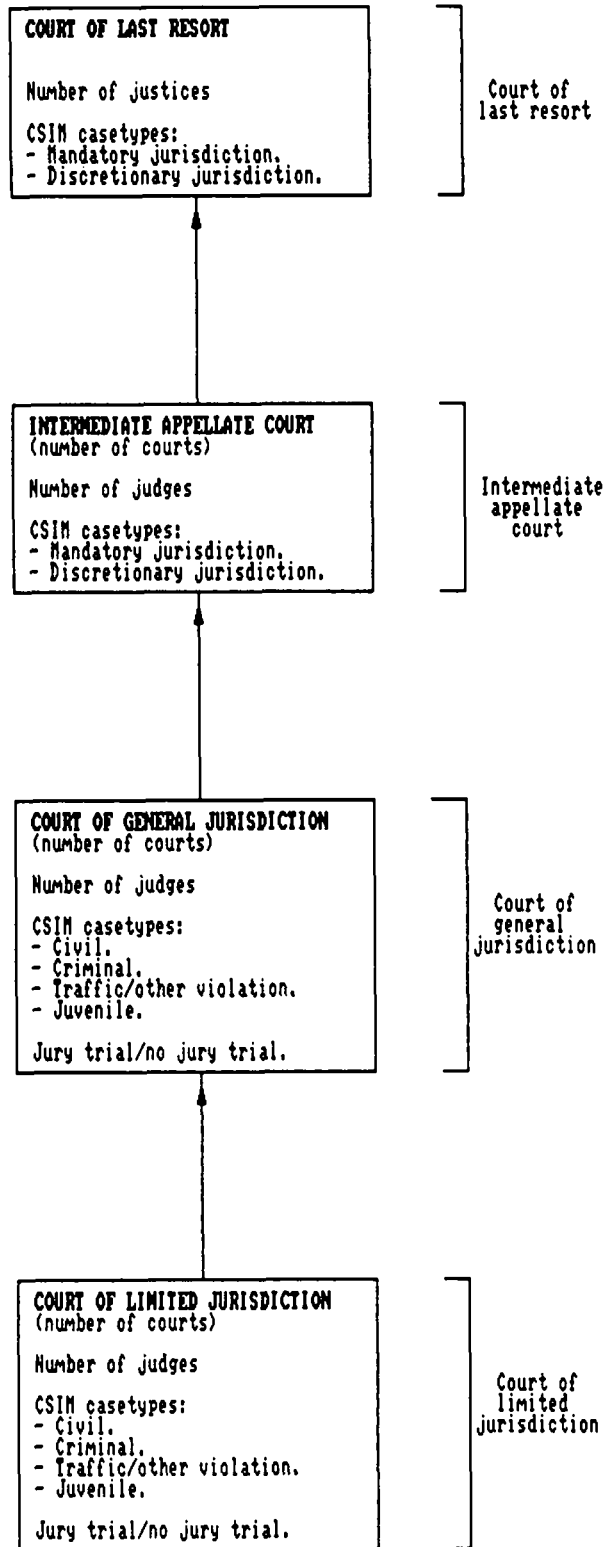 COURT OF LAST RESORT
Number of justices
CSIM casetypes:
- Mandatory jurisdiction.
- Discretionary jurisdiction.
Court of
last resort
INTERMEDIATE APPELLATE COURT
(number of courts)
Number of judges
CSIM casetypes:
- Mandatory jurisdiction.
- Discretionary jurisdiction.
Intermediate
appellate
court
COURT OF GENERAL JURISDICTION
(number of courts)
Number of judges
CSIM casetypes:
- Civil.
- Criminal.
- Traffic/other violation.
- Juvenile.
Jury trial/no jury trial.
Court of
general
jurisdiction
COURT OF LIMITED JURISDICTION
(number of courts)
Number of judges
CSIM casetypes:
- Civil.
- Criminal.
- Traffic/other violation.
- Juvenile.
Jury trial/no jury trial.
Court of
limited
jurisdiction